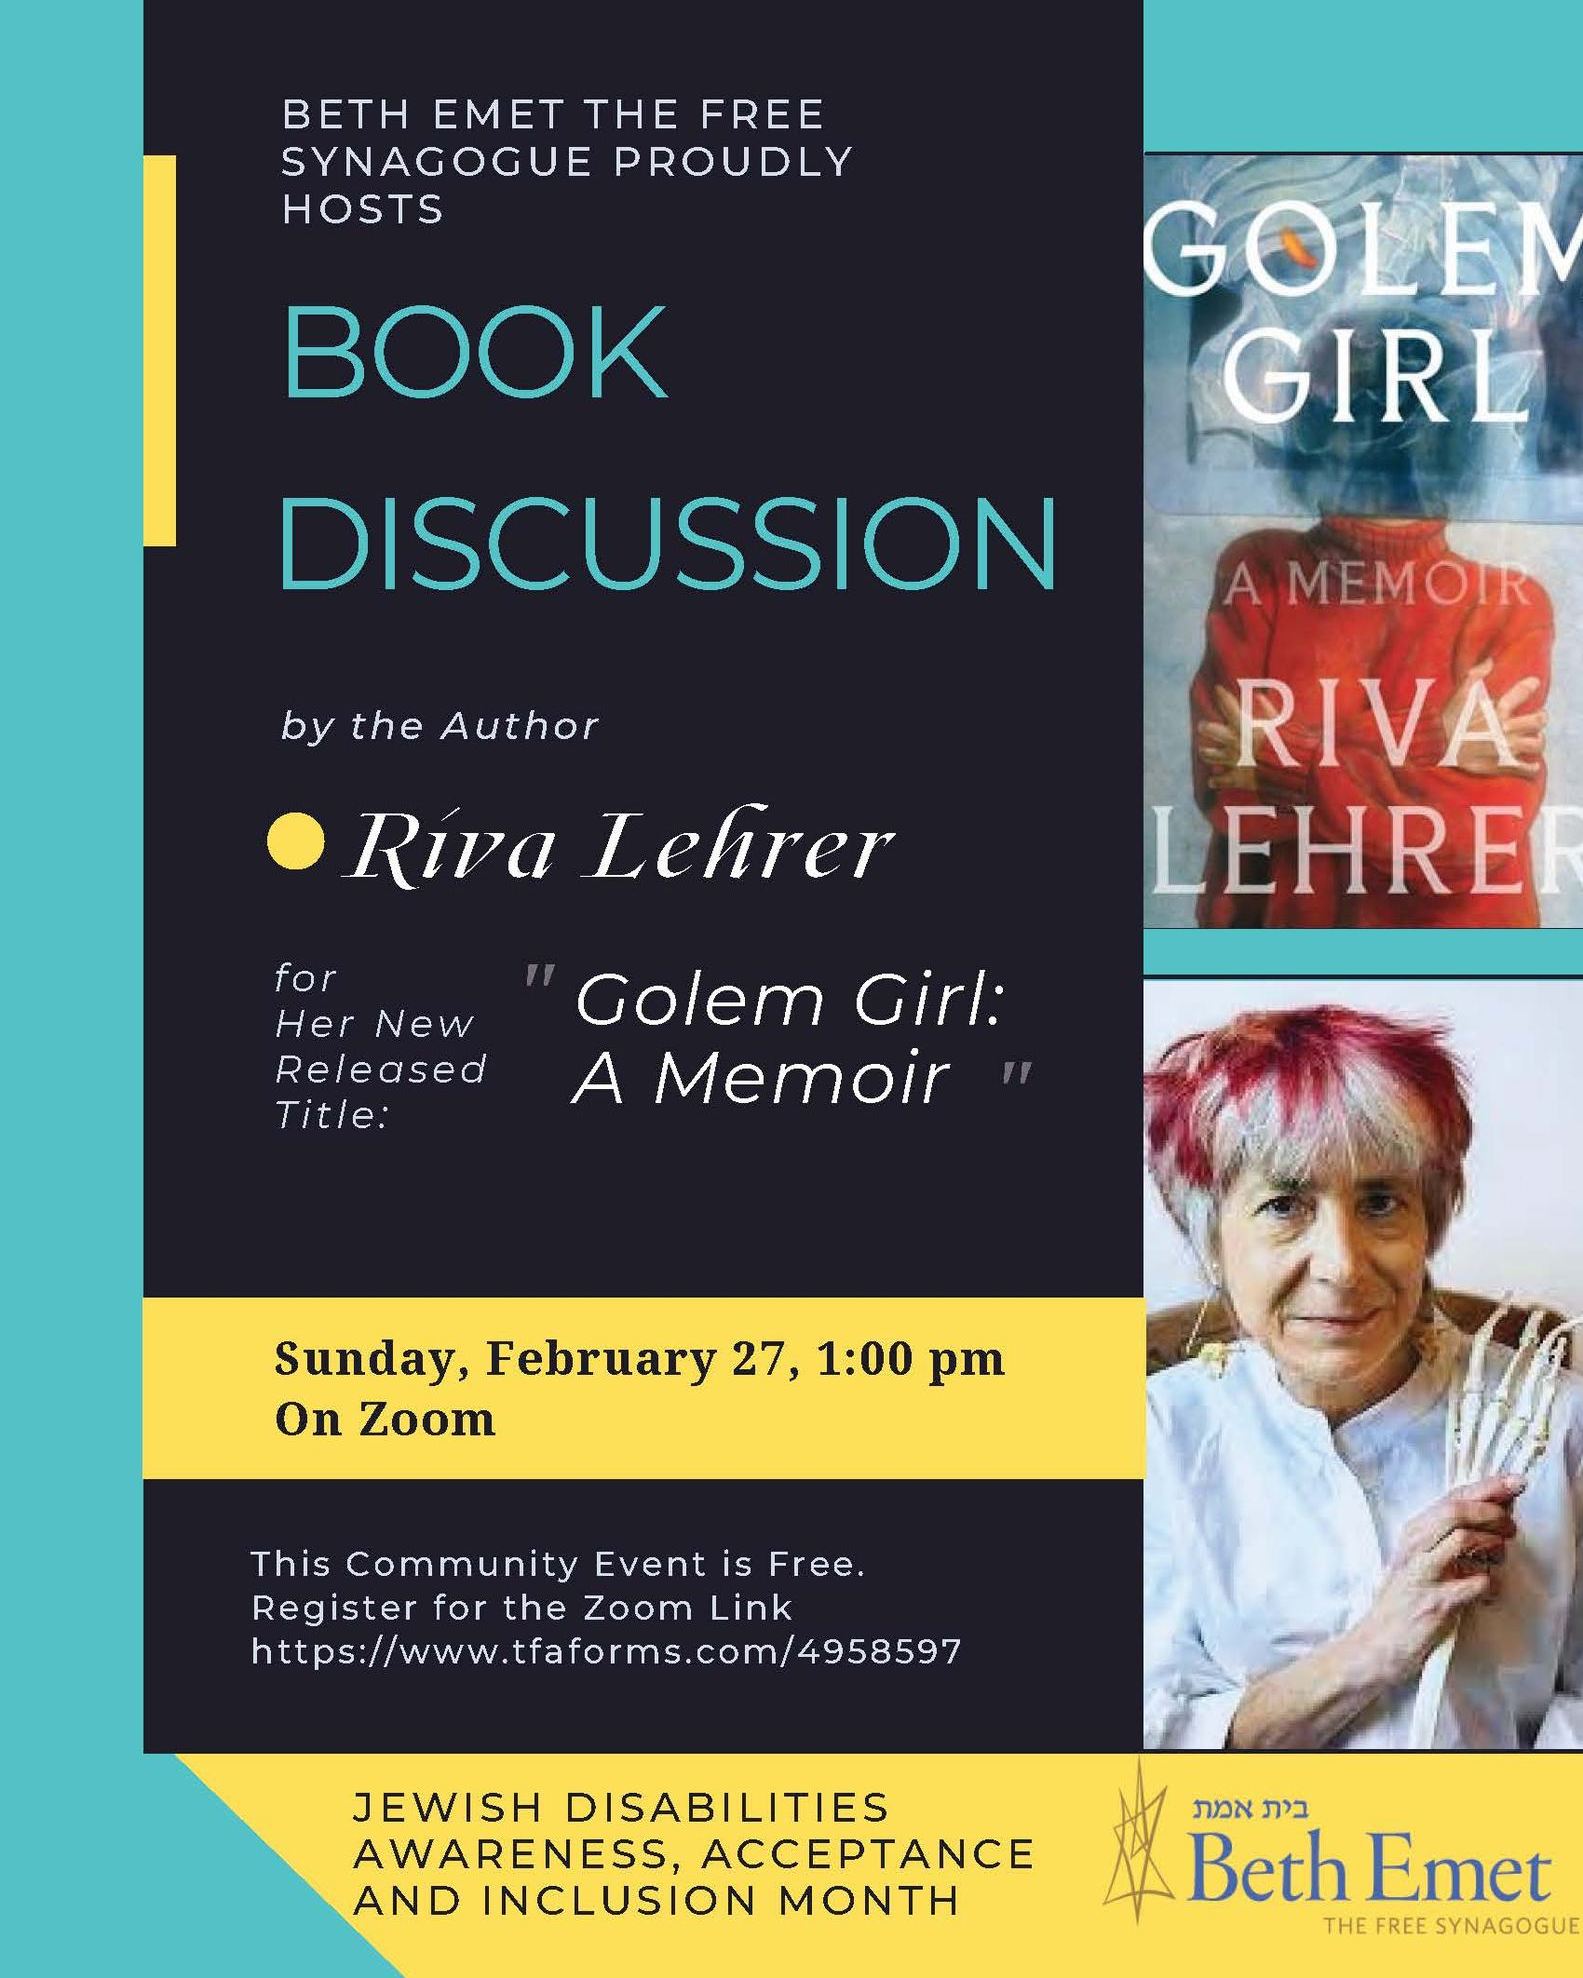 BETH EMET THE FREE
SYNAGOGUE PROUDLY
HOSTS
BOOK
DISCUSSION
by the Author
Riva Lehrer
for
Her New
Released
Title:
" Golem Girl:
A Memoir "
Sunday, February 27, 1:00 pm
On Zoom
This Community Event is Free.
Register for the Zoom Link
https://www.tfaforms.com/4958597
JEWISH DISABILITIES
AWARENESS, ACCEPTANCE
AND INCLUSION MONTH
GOLEM
GIRL
A MEMOIR
RIVA
LEHRER
בית אמת
Beth Emet
THE FREE SYNAGOGUE